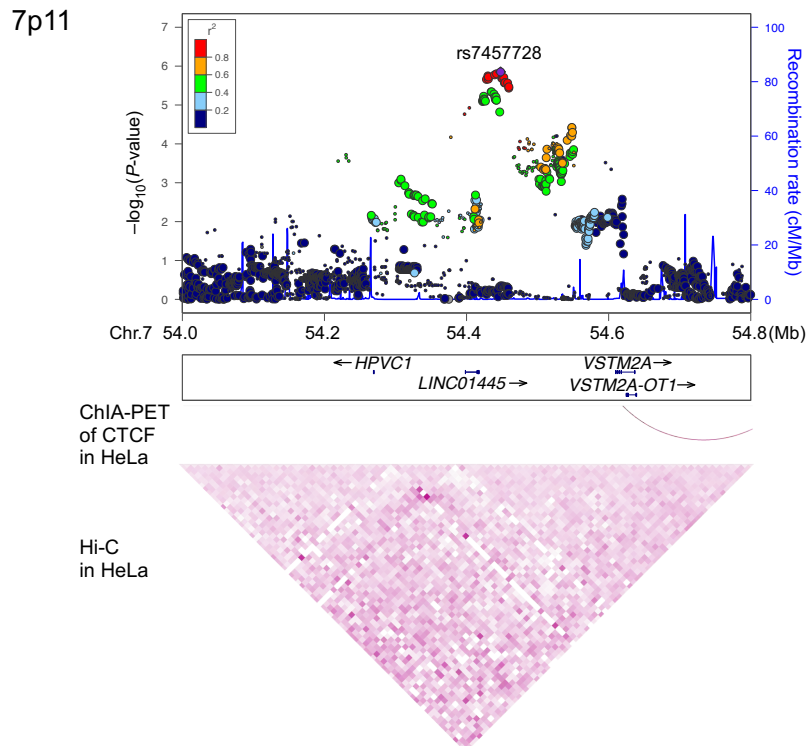 7p11
rs7457728
r²
0.8
0.6
0.4
0.2
7
6
5
4
3
2
1
0
–log10(P-value)
100
80
60
40
20
0
Recombination rate (cM/Mb)
Chr.7 54.0 54.2 54.4 54.6 54.8(Mb)
←HPVC1 VSTM2A→
LINC01445→ VSTM2A-OT1→
ChIA-PET
of CTCF
in HeLa
Hi-C
in HeLa